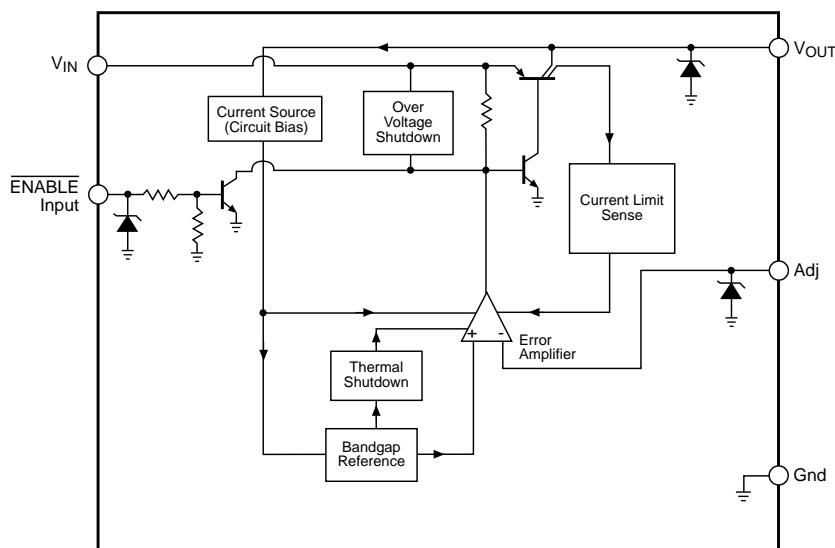 VIN
VOUT
Current Source
(Circuit Bias)
Over
Voltage
Shutdown
ENABLE
Input
Current Limit
Sense
Adj
+
-
Error
Amplifier
Thermal
Shutdown
Bandgap
Reference
Gnd